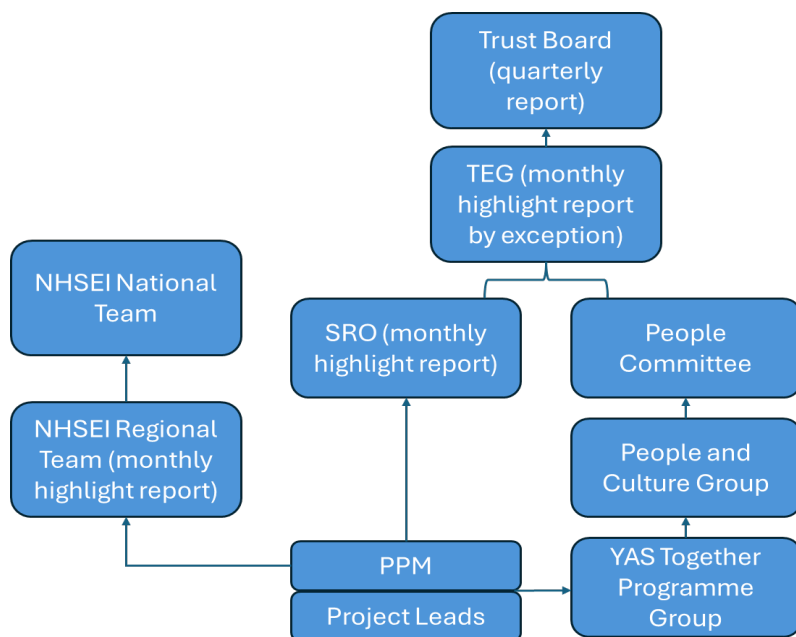 Trust Board
(quarterly
report)
TEG (monthly
highlight report
by exception)
NHSEI National
Team
SRO (monthly
highlight report)
People
Committee
NHSEI Regional
Team (monthly
highlight report)
People and
Culture Group
PPM
Project Leads
YAS Together
Programme
Group